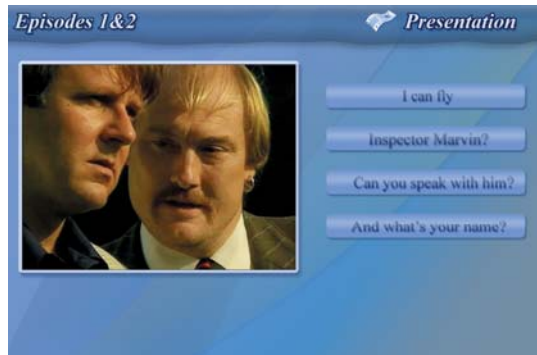 Episodes 1&2
Presentation
I can fly
Inspector Marvin?
Can you speak with him?
And what's your name?